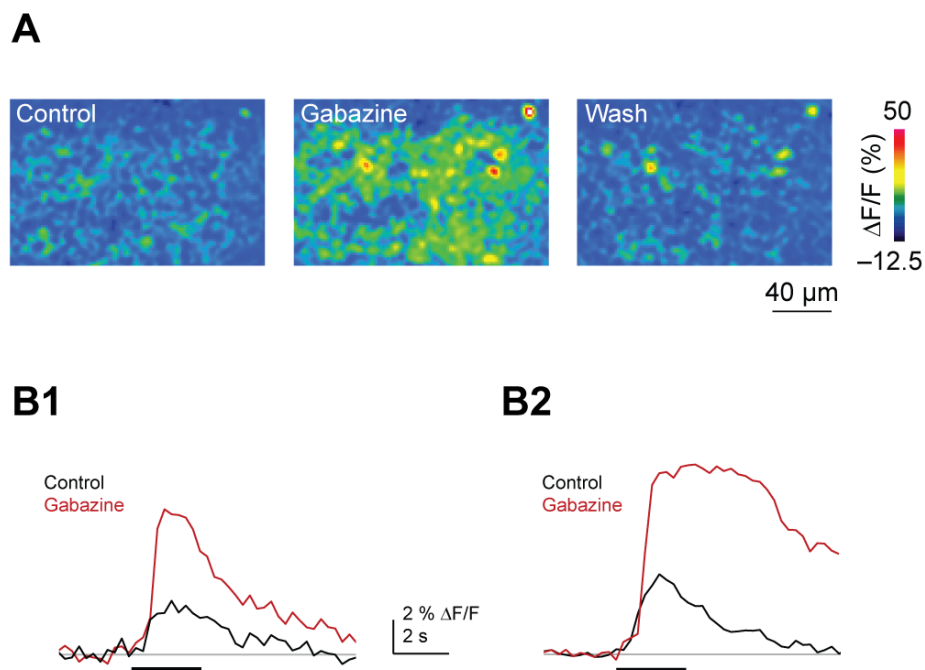 A
Control
Gabazine
Wash
50
ΔF/F (%)
–12.5
40 µm
B1
B2
Control
Gabazine
2 % ΔF/F
2 s
Control
Gabazine